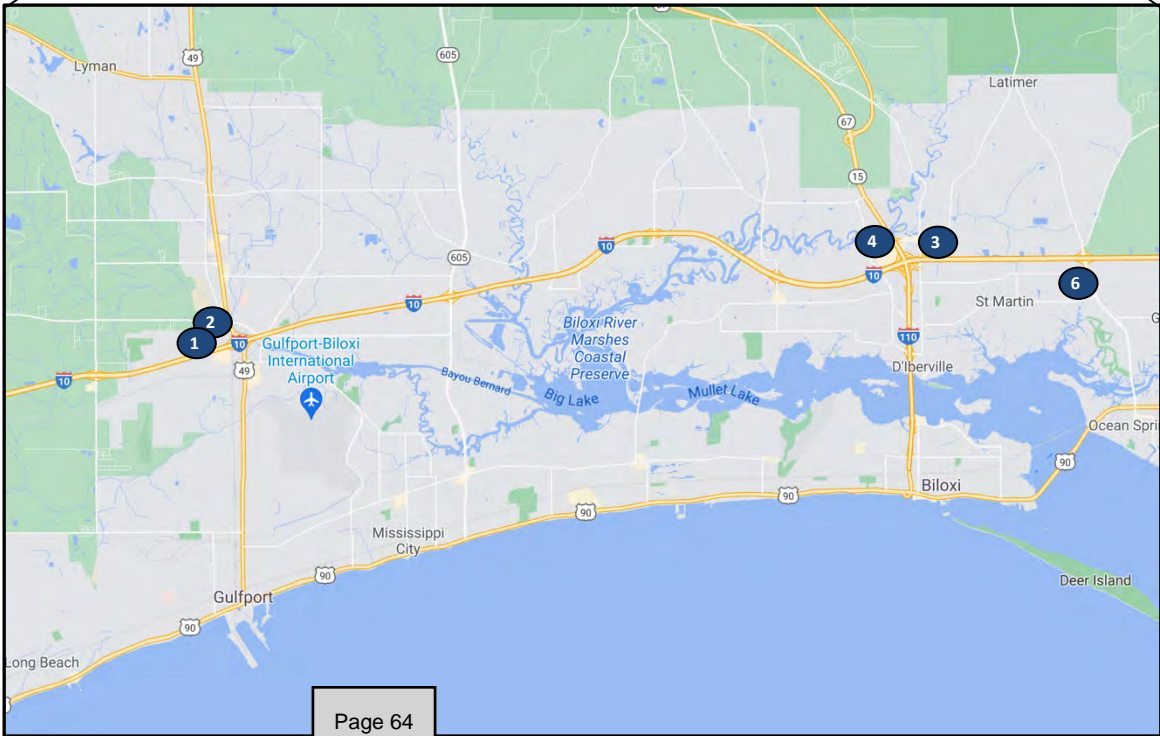 49
605
Lyman
Latimer
67
15
4
3
10
605
10
6
10
St Martin
2
1
10
Biloxi River
Marshes
Coastal
Preserve
110
Gulfport-Biloxi
International
Airport
49
10
D'Iberville
Bayou Bernard
Big Lake
Mullet Lake
Ocean Spri
90
Biloxi
90
90
Mississippi
City
90
Deer Island
Gulfport
90
Long Beach
Page 64